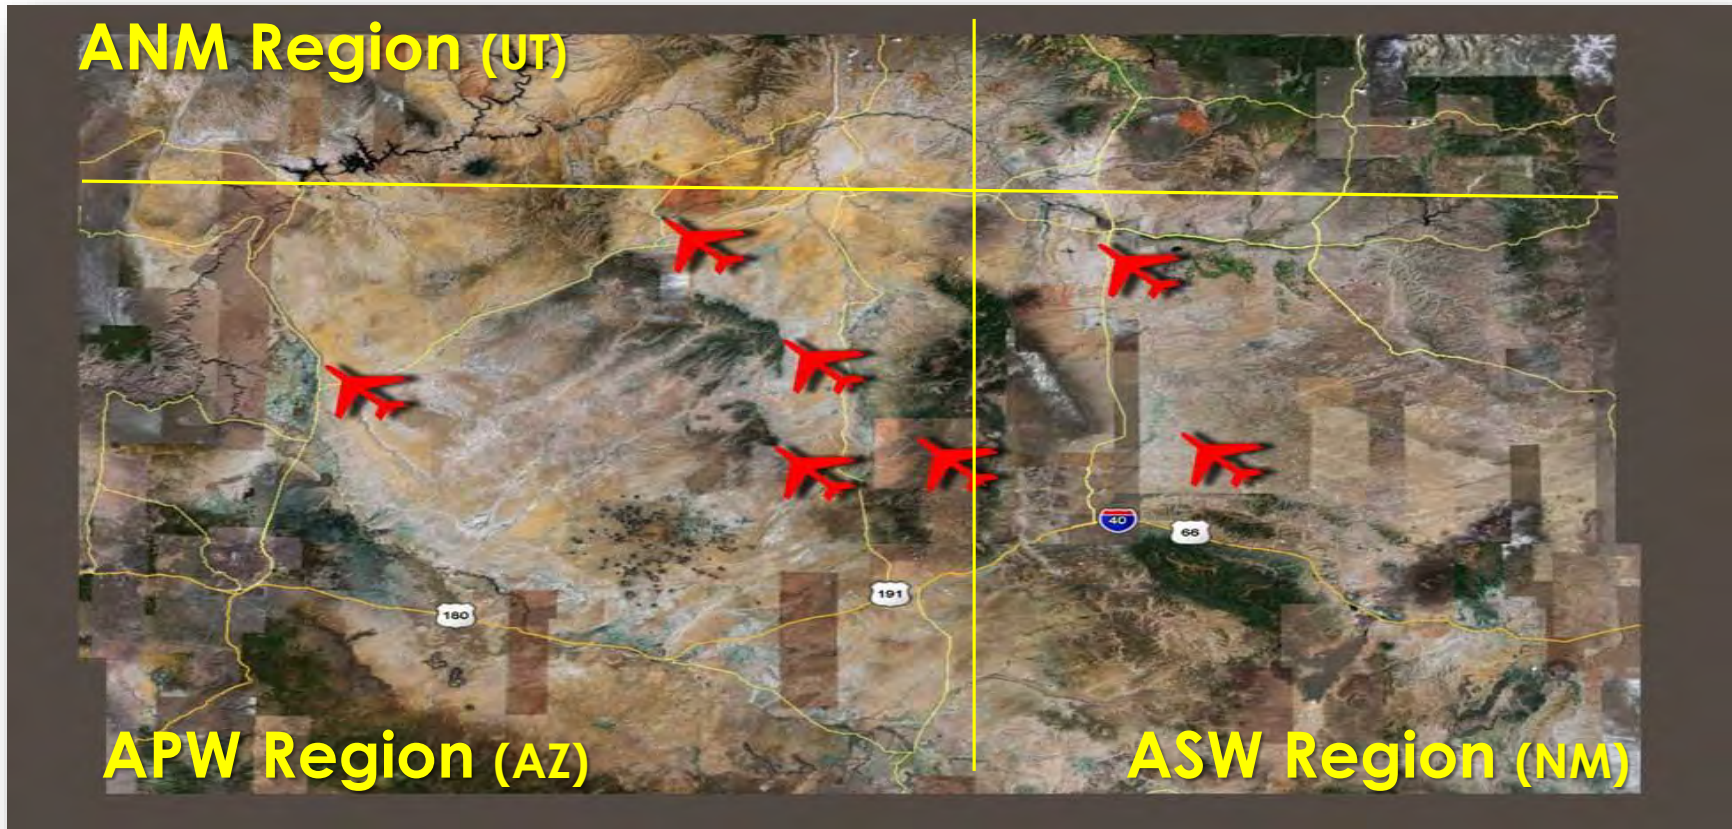 ANM Region (UT)
40
66
191
180
APW Region (AZ)
ASW Region (NM)